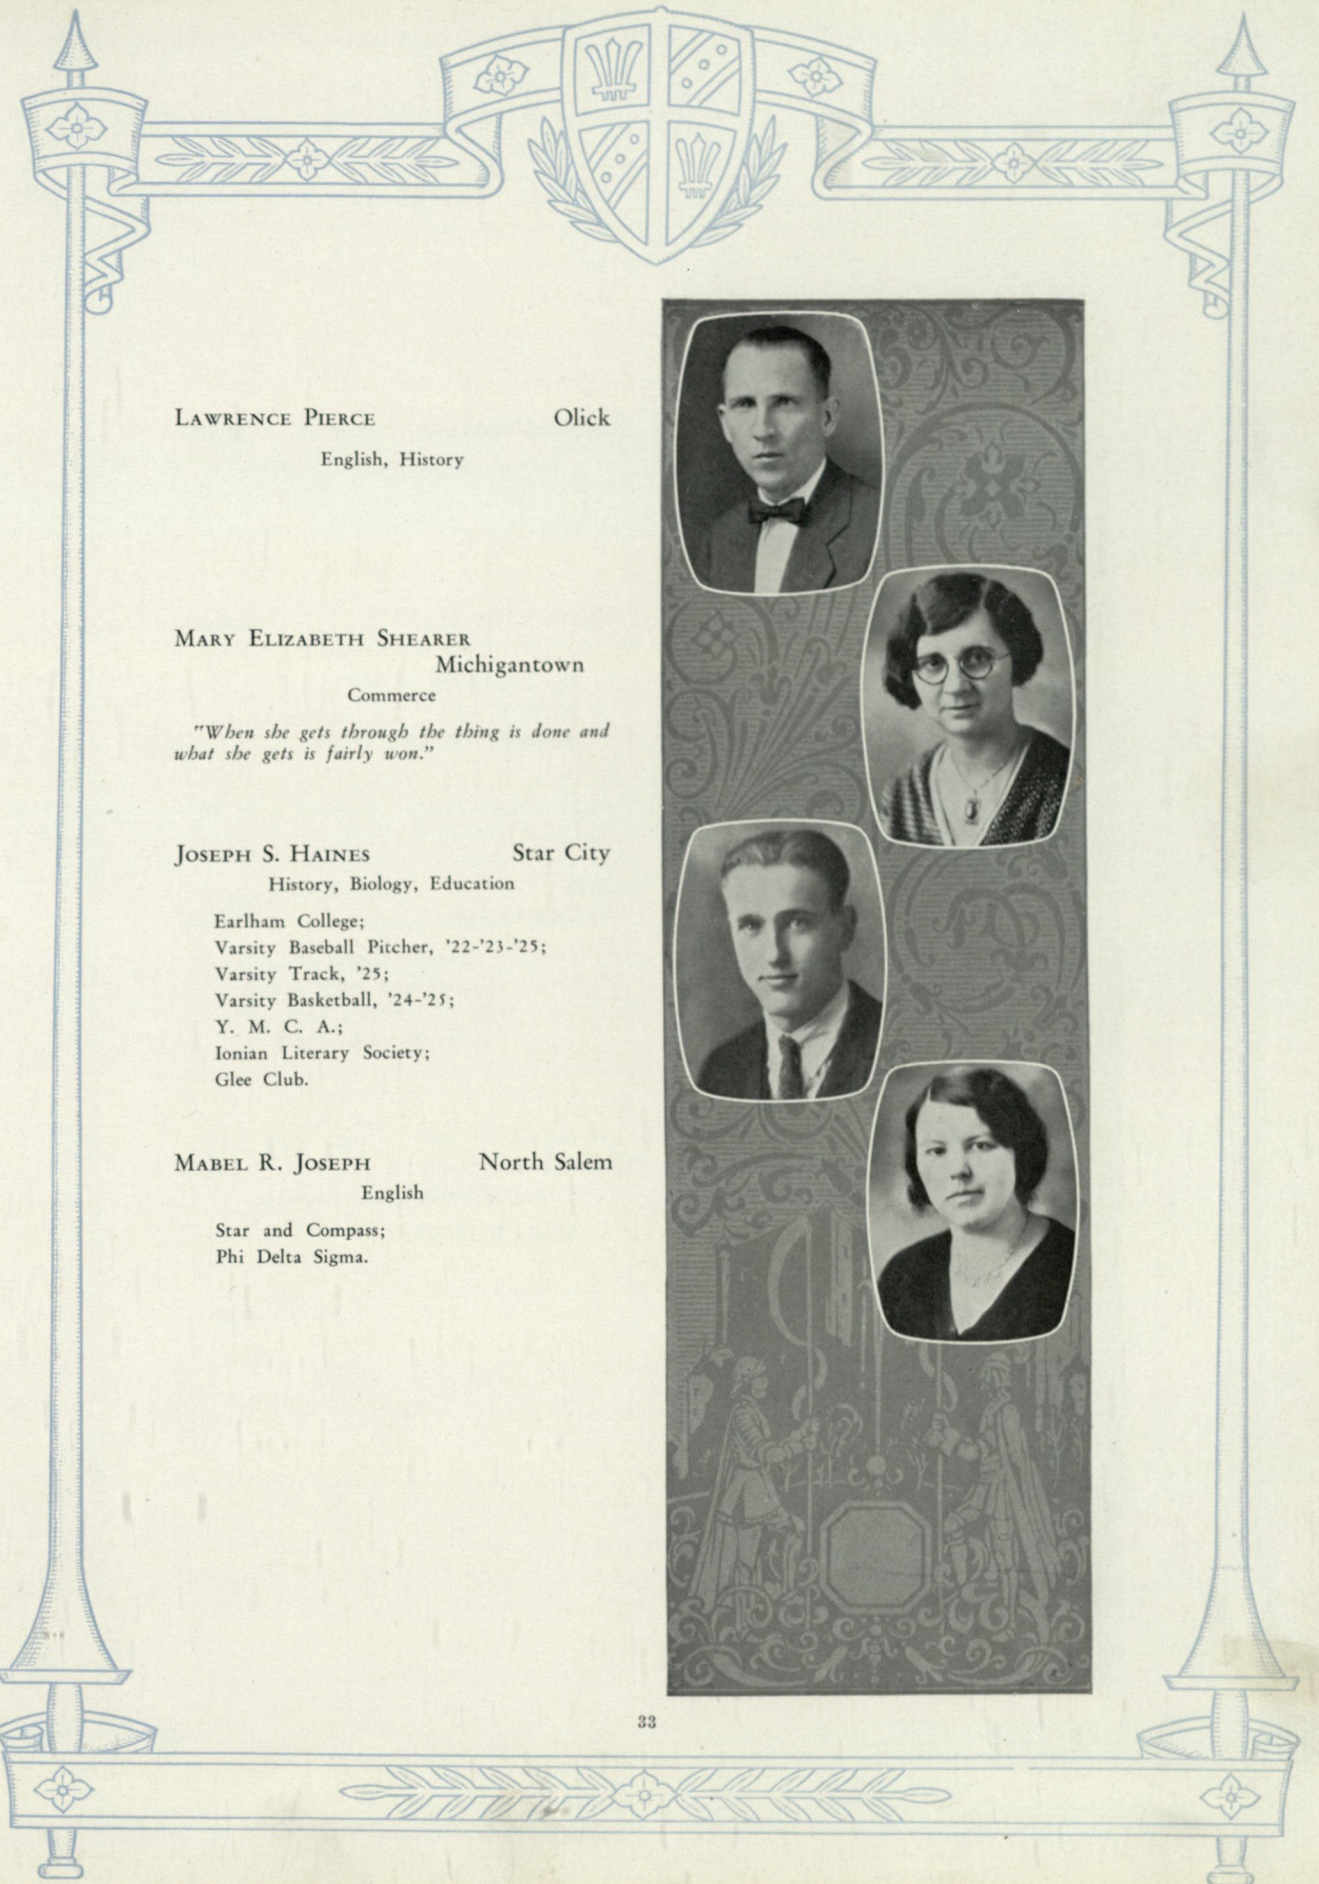 LAWRENCE PIERCE Olick
English, History
MARY ELIZABETH SHEARER
Michigantown
Commerce
"When she gets through the thing is done and
what she gets is fairly won."
JOSEPH S. HAINES Star City
History, Biology, Education
Earlham College;
Varsity Baseball Pitcher, '22-'23-'25;
Varsity Track, '25;
Varsity Basketball, '24-'25;
Y. M. C. A.;
Ionian Literary Society;
Glee Club.
MABEL R. JOSEPH North Salem
English
Star and Compass;
Phi Delta Sigma.
33